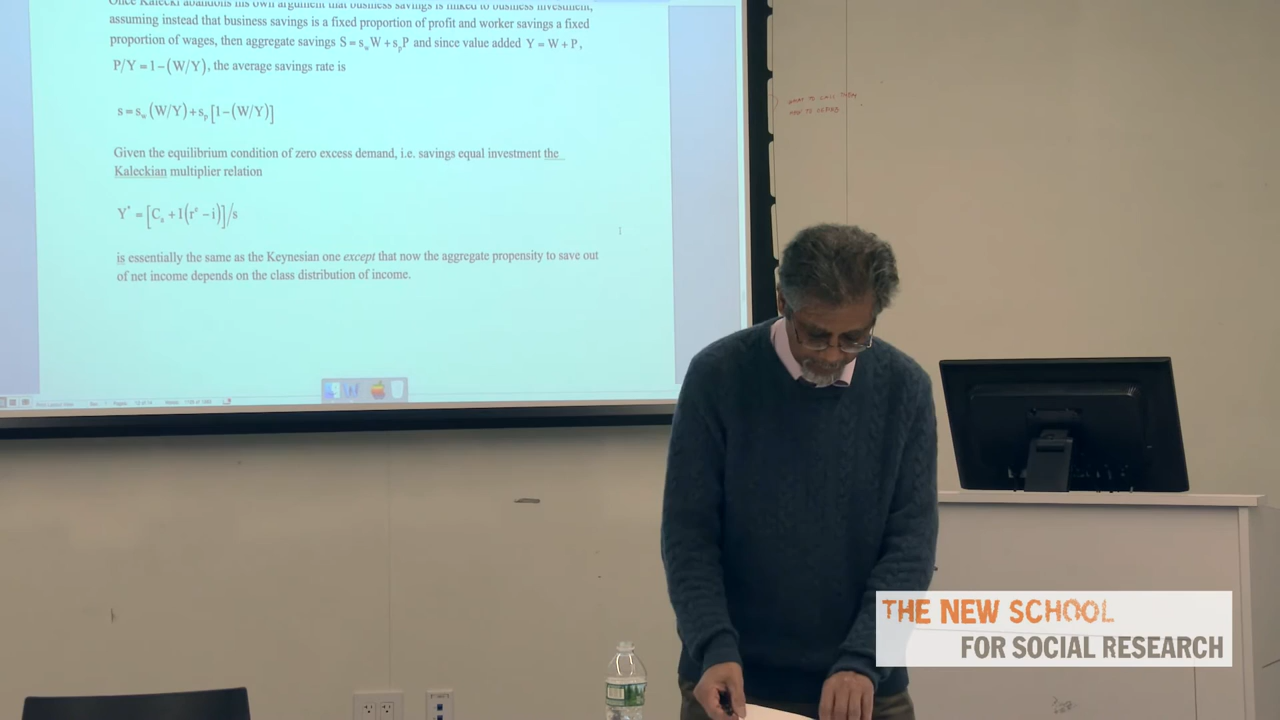 Once Kalecki abandons his own argument that business savings is linked to business investment,
assuming instead that business savings is a fixed proportion of profit and worker savings a fixed
proportion of wages, then aggregate savings S = s_w W + s_p P and since value added Y = W + P ,
P/Y = 1 − (W/Y), the average savings rate is
s = s_w (W/Y) + s_p [1 − (W/Y)]
Given the equilibrium condition of zero excess demand, i.e. savings equal investment the
Kaleckian multiplier relation
Y* = [C_a + I(r^e − i)]/s
is essentially the same as the Keynesian one except that now the aggregate propensity to save out
of net income depends on the class distribution of income.
THE NEW SCHOOL
FOR SOCIAL RESEARCH